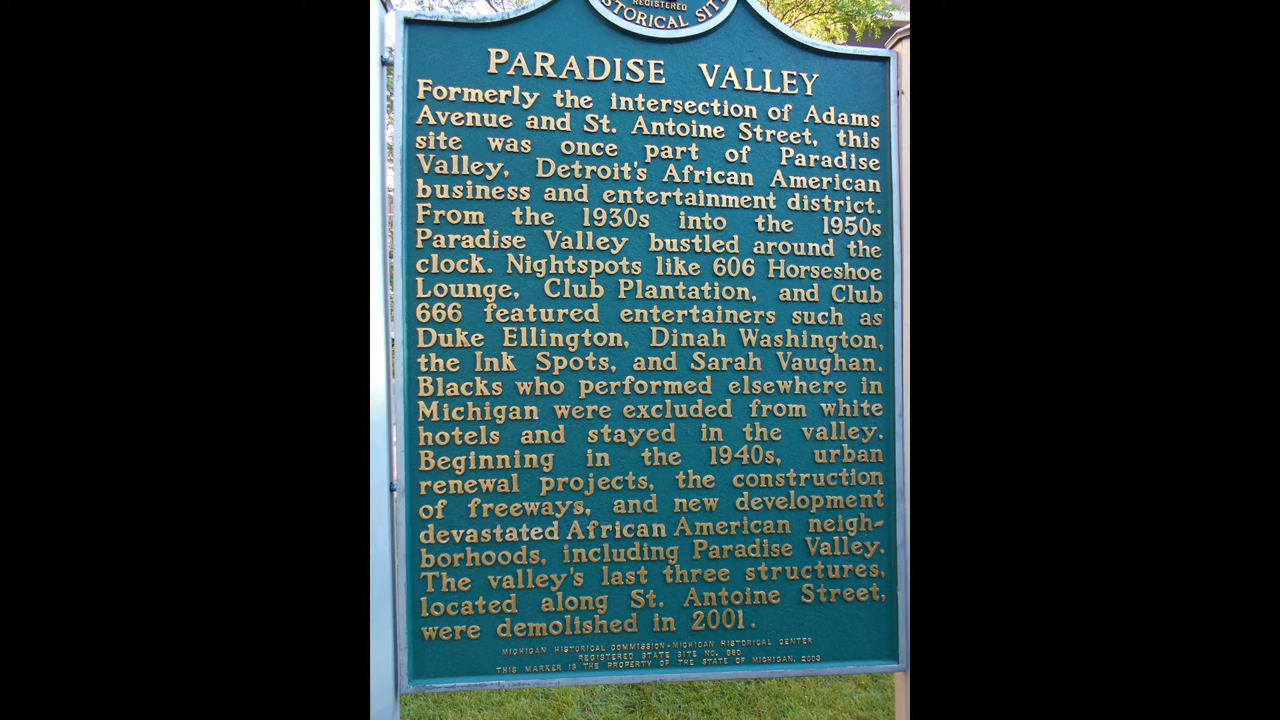 REGISTERED
HISTORICAL SITE
PARADISE VALLEY
Formerly the intersection of Adams
Avenue and St. Antoine Street, this
site was once part of Paradise
Valley, Detroit's African American
business and entertainment district.
From the 1930s into the 1950s
Paradise Valley bustled around the
clock. Nightspots like 606 Horseshoe
Lounge, Club Plantation, and Club
666 featured entertainers such as
Duke Ellington, Dinah Washington,
the Ink Spots, and Sarah Vaughan.
Blacks who performed elsewhere in
Michigan were excluded from white
hotels and stayed in the valley.
Beginning in the 1940s, urban
renewal projects, the construction
of freeways, and new development
devastated African American neigh-
borhoods, including Paradise Valley.
The valley's last three structures,
located along St. Antoine Street,
were demolished in 2001.
MICHIGAN HISTORICAL COMMISSION-MICHIGAN HISTORICAL CENTER
REGISTERED STATE SITE NO.
THIS MARKER IS THE PROPERTY OF THE STATE OF MICHIGAN, 2003